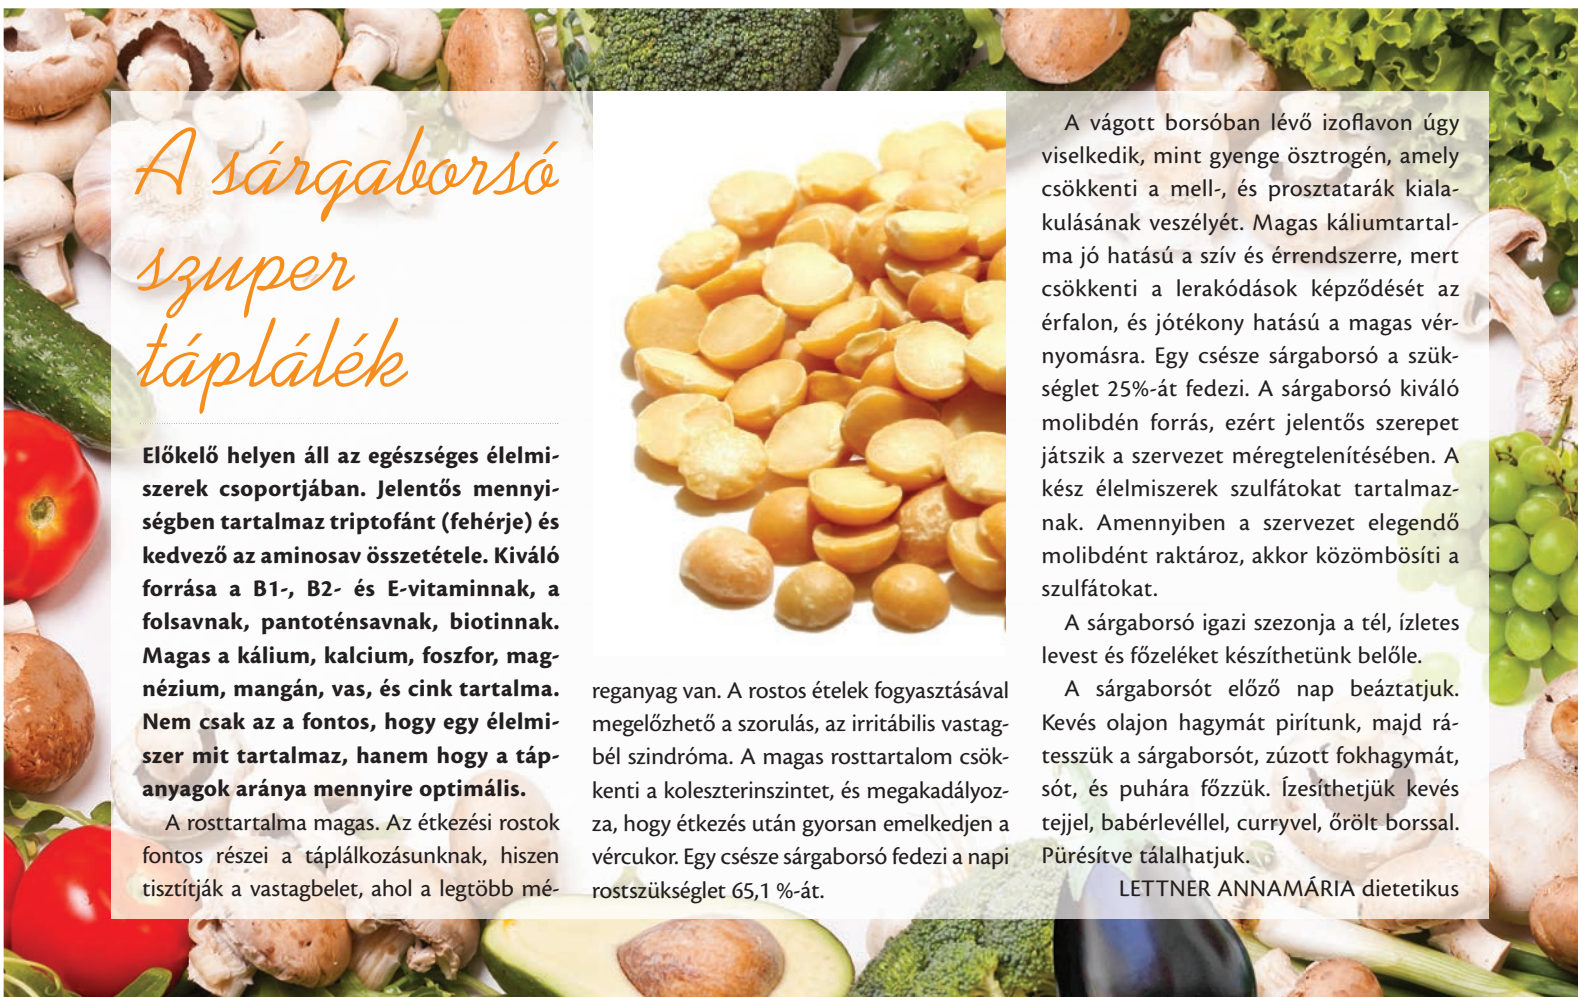 A sárgaborsó
szuper
táplálék
Előkelő helyen áll az egészséges élelmi-
szerek csoportjában. Jelentős mennyi-
ségben tartalmaz triptofánt (fehérje) és
kedvező az aminosav összetétele. Kiváló
forrása a B1-, B2- és E-vitaminnak, a
folsavnak, pantoténsavnak, biotinnak.
Magas a kálium, kalcium, foszfor, mag-
nézium, mangán, vas, és cink tartalma.
Nem csak az a fontos, hogy egy élelmi-
szer mit tartalmaz, hanem hogy a táp-
anyagok aránya mennyire optimális.
A rosttartalma magas. Az étkezési rostok
fontos részei a táplálkozásunknak, hiszen
tisztítják a vastagbelet, ahol a legtöbb mé-
reganyag van. A rostos ételek fogyasztásával
megelőzhető a szorulás, az irritábilis vastag-
bél szindróma. A magas rosttartalom csök-
kenti a koleszterinszintet, és megakadályoz-
za, hogy étkezés után gyorsan emelkedjen a
vércukor. Egy csésze sárgaborsó fedezi a napi
rostszükséglet 65,1 %-át.
A vágott borsóban lévő izoflavon úgy
viselkedik, mint gyenge ösztrogén, amely
csökkenti a mell-, és prosztatarák kiala-
kulásának veszélyét. Magas káliumtartal-
ma jó hatású a szív és érrendszerre, mert
csökkenti a lerakódások képződését az
érfalon, és jótékony hatású a magas vér-
nyomásra. Egy csésze sárgaborsó a szük-
séglet 25%-át fedezi. A sárgaborsó kiváló
molibdén forrás, ezért jelentős szerepet
játszik a szervezet méregtelenítésében. A
kész élelmiszerek szulfátokat tartalmaz-
nak. Amennyiben a szervezet elegendő
molibdént raktároz, akkor közömbösíti a
szulfátokat.
A sárgaborsó igazi szezonja a tél, ízletes
levest és főzeléket készíthetünk belőle.
A sárgaborsót előző nap beáztatjuk.
Kevés olajon hagymát pirítunk, majd rá-
tesszük a sárgaborsót, zúzott fokhagymát,
sót, és puhára főzzük. Ízesíthetjük kevés
tejjel, babérlevéllel, curryvel, őrölt borssal.
Pürésítve tálalhatjuk.
LETTNER ANNAMÁRIA dietetikus